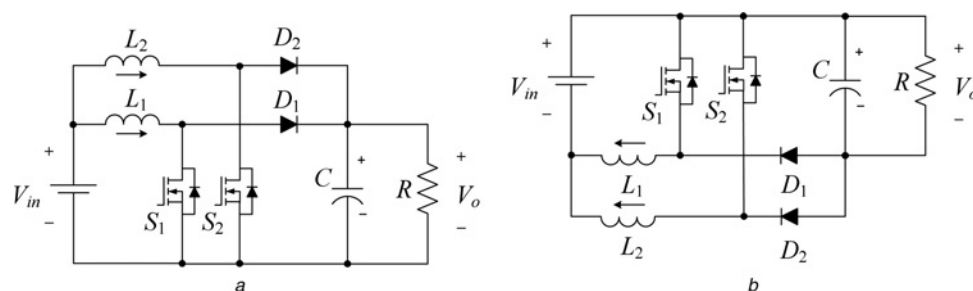 L2
D2
L1
D1
+
Vin
−
S1
S2
C
+
−
R
+
Vo
−
a
+
Vin
−
S1
S2
C
+
−
R
+
Vo
−
L1
D1
L2
D2
b